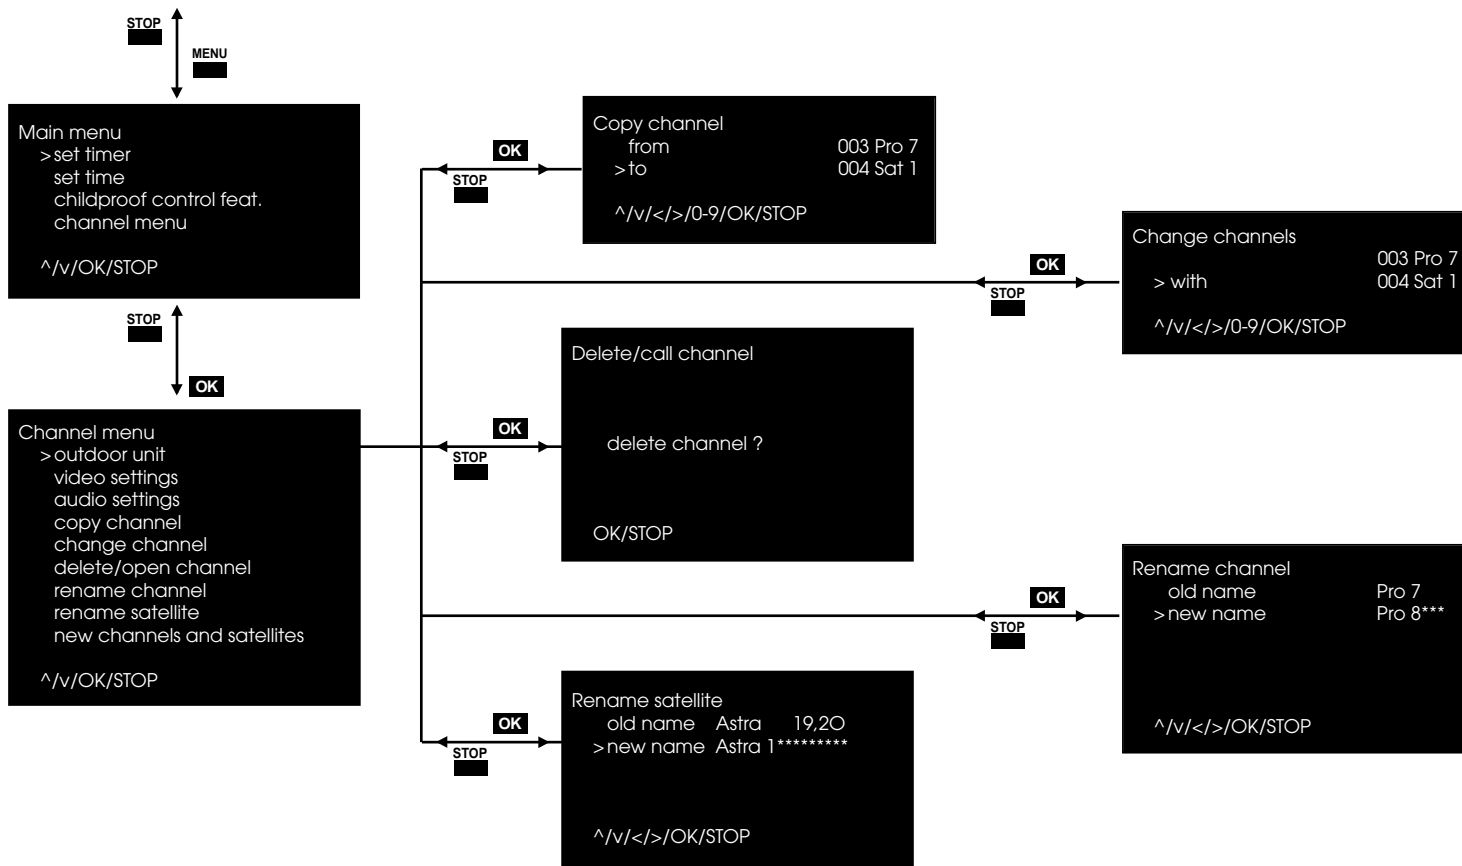 STOP
MENU
Main menu
>set timer
set time
childproof control feat.
channel menu
^/v/OK/STOP
STOP
OK
Channel menu
>outdoor unit
video settings
audio settings
copy channel
change channel
delete/open channel
rename channel
rename satellite
new channels and satellites
^/v/OK/STOP
OK
STOP
Copy channel
from 003 Pro 7
>to 004 Sat 1
^/v/</>/0-9/OK/STOP
OK
STOP
Change channels
003 Pro 7
> with 004 Sat 1
^/v/</>/0-9/OK/STOP
OK
STOP
Delete/call channel
delete channel ?
OK/STOP
OK
STOP
Rename channel
old name Pro 7
>new name Pro 8***
^/v/</>/OK/STOP
OK
STOP
Rename satellite
old name Astra 19,2O
>new name Astra 1*********
^/v/</>/OK/STOP